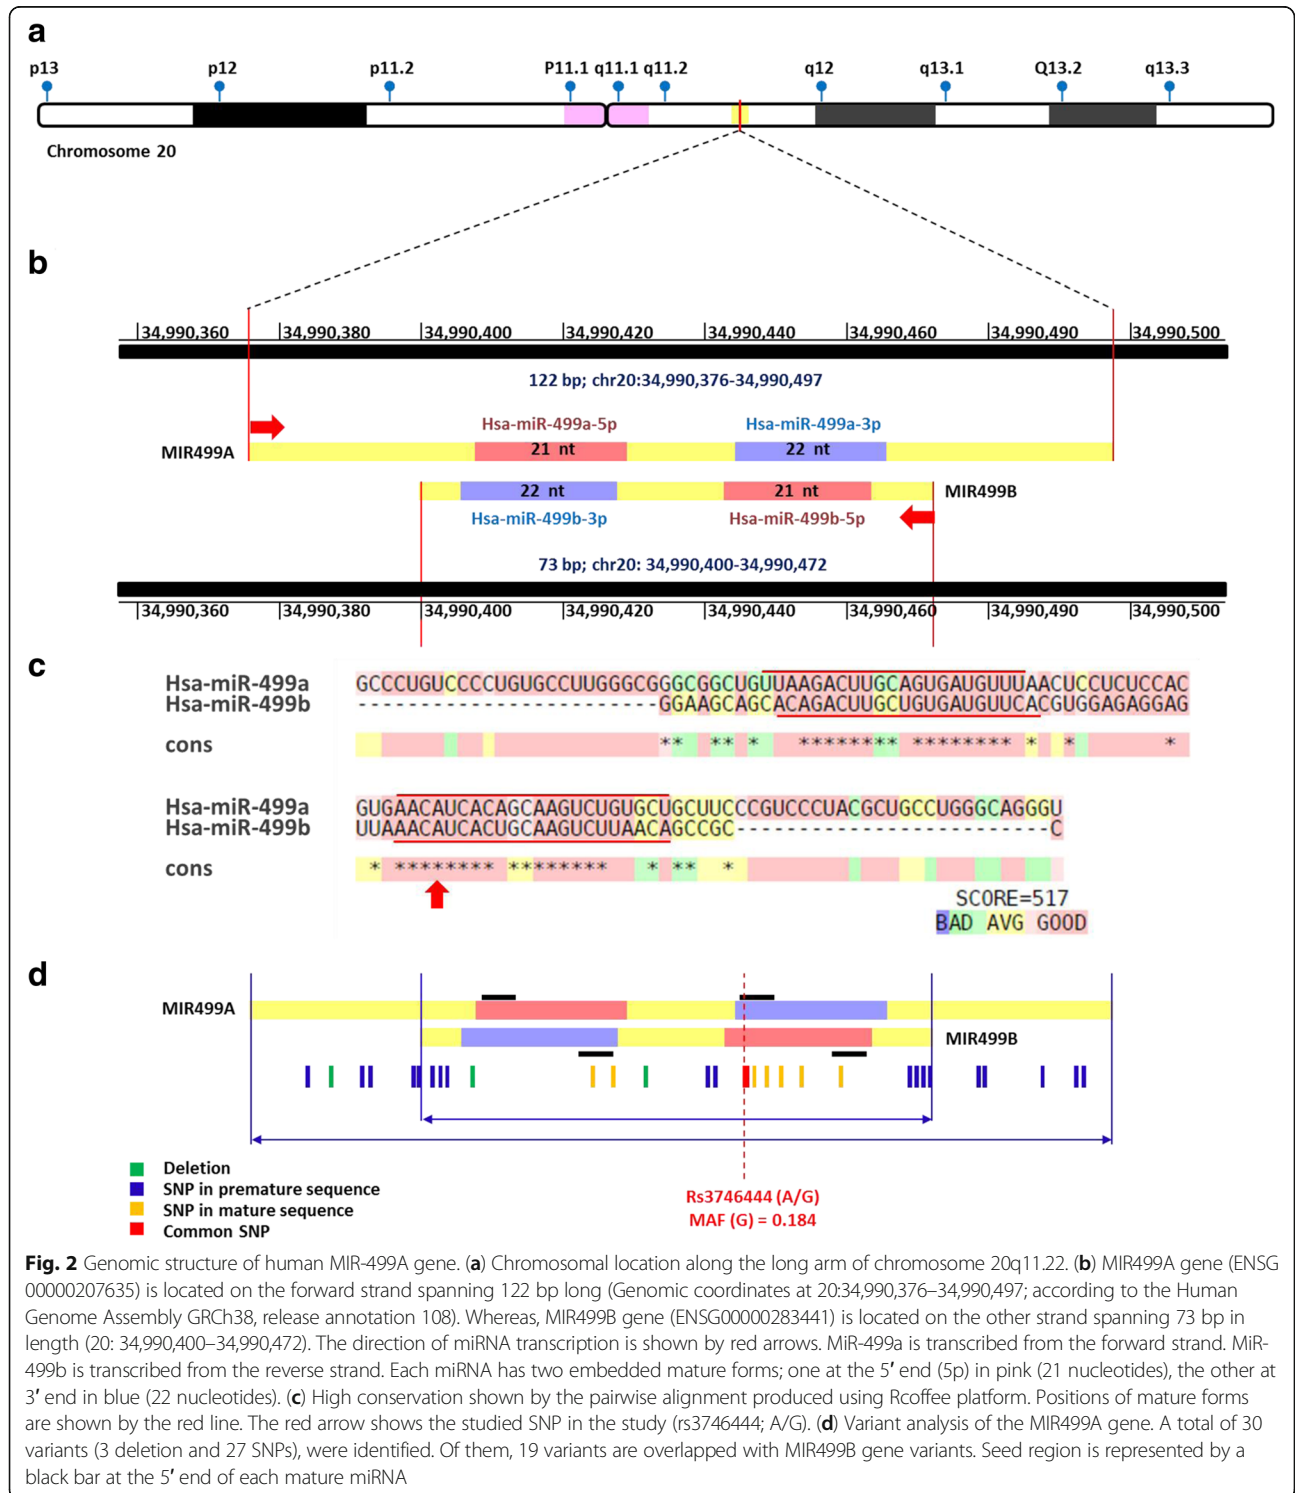 a
p13 p12 p11.2 P11.1 q11.1 q11.2 q12 q13.1 Q13.2 q13.3
Chromosome 20
b
34,990,360 34,990,380 34,990,400 34,990,420 34,990,440 34,990,460 34,990,490 34,990,500
122 bp; chr20:34,990,376-34,990,497
Hsa-miR-499a-5p Hsa-miR-499a-3p
MIR499A 21 nt 22 nt
22 nt 21 nt MIR499B
Hsa-miR-499b-3p Hsa-miR-499b-5p
73 bp; chr20: 34,990,400-34,990,472
34,990,360 34,990,380 34,990,400 34,990,420 34,990,440 34,990,460 34,990,490 34,990,500
c
Hsa-miR-499a GCCCUGUCCCCUGUGCCUUGGGCGGGCGGCUGUUAAGACUUGCAGUGAUGUUUAACUCCUCUCCAC
Hsa-miR-499b ------------------------GGAAGCAGCACAGACUUGCUGUGAUGUUCACGUGGAGAGGAG
cons ** ** * ******** ******** * * *
Hsa-miR-499a GUGAACAUCACAGCAAGUCUGUGCUGCUUCCCGUCCCUACGCUGCCUGGGCAGGGU
Hsa-miR-499b UUAAACAUCACUGCAAGUCUUAACAGCCGC-------------------------C
cons * ******** ******** * ** *
SCORE=517
BAD AVG GOOD
d
MIR499A
MIR499B
Deletion
SNP in premature sequence
SNP in mature sequence
Common SNP
Rs3746444 (A/G)
MAF (G) = 0.184
Fig. 2 Genomic structure of human MIR-499A gene. (a) Chromosomal location along the long arm of chromosome 20q11.22. (b) MIR499A gene (ENSG
00000207635) is located on the forward strand spanning 122 bp long (Genomic coordinates at 20:34,990,376–34,990,497; according to the Human
Genome Assembly GRCh38, release annotation 108). Whereas, MIR499B gene (ENSG00000283441) is located on the other strand spanning 73 bp in
length (20: 34,990,400–34,990,472). The direction of miRNA transcription is shown by red arrows. MiR-499a is transcribed from the forward strand. MiR-
499b is transcribed from the reverse strand. Each miRNA has two embedded mature forms; one at the 5′ end (5p) in pink (21 nucleotides), the other at
3′ end in blue (22 nucleotides). (c) High conservation shown by the pairwise alignment produced using Rcoffee platform. Positions of mature forms
are shown by the red line. The red arrow shows the studied SNP in the study (rs3746444; A/G). (d) Variant analysis of the MIR499A gene. A total of 30
variants (3 deletion and 27 SNPs), were identified. Of them, 19 variants are overlapped with MIR499B gene variants. Seed region is represented by a
black bar at the 5′ end of each mature miRNA